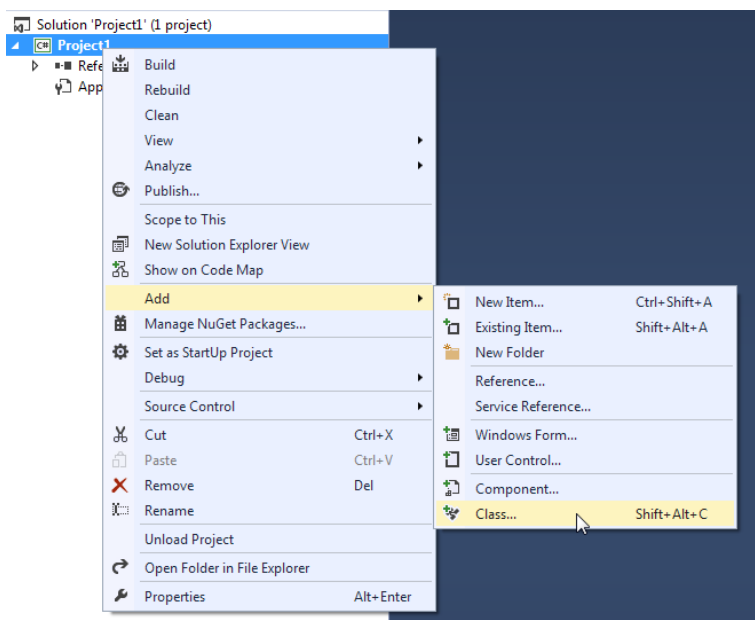 Solution 'Project1' (1 project)
C# Project1
Refe
App
Build
Rebuild
Clean
View
Analyze
Publish...
Scope to This
New Solution Explorer View
Show on Code Map
Add
Manage NuGet Packages...
Set as StartUp Project
Debug
Source Control
Cut Ctrl+X
Paste Ctrl+V
Remove Del
Rename
Unload Project
Open Folder in File Explorer
Properties Alt+Enter
New Item... Ctrl+Shift+A
Existing Item... Shift+Alt+A
New Folder
Reference...
Service Reference...
Windows Form...
User Control...
Component...
Class... Shift+Alt+C